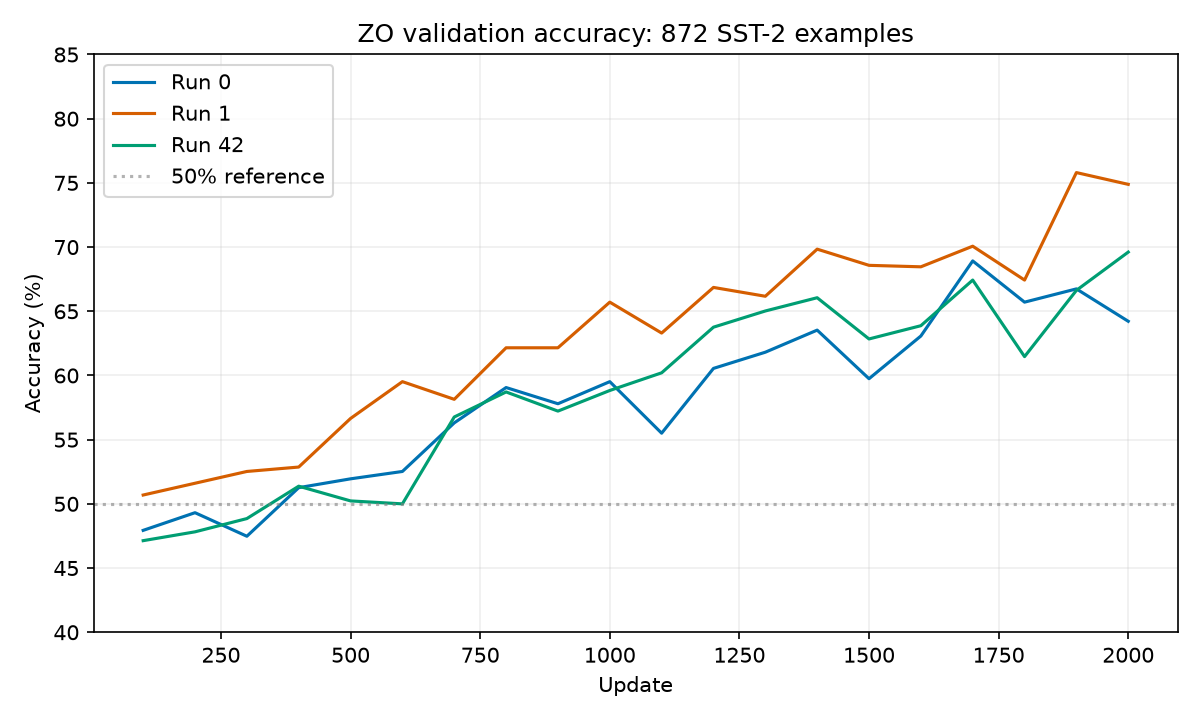 ZO validation accuracy: 872 SST-2 examples
Run 0
Run 1
Run 42
50% reference
Accuracy (%)
85
80
75
70
65
60
55
50
45
40
250 500 750 1000 1250 1500 1750 2000
Update